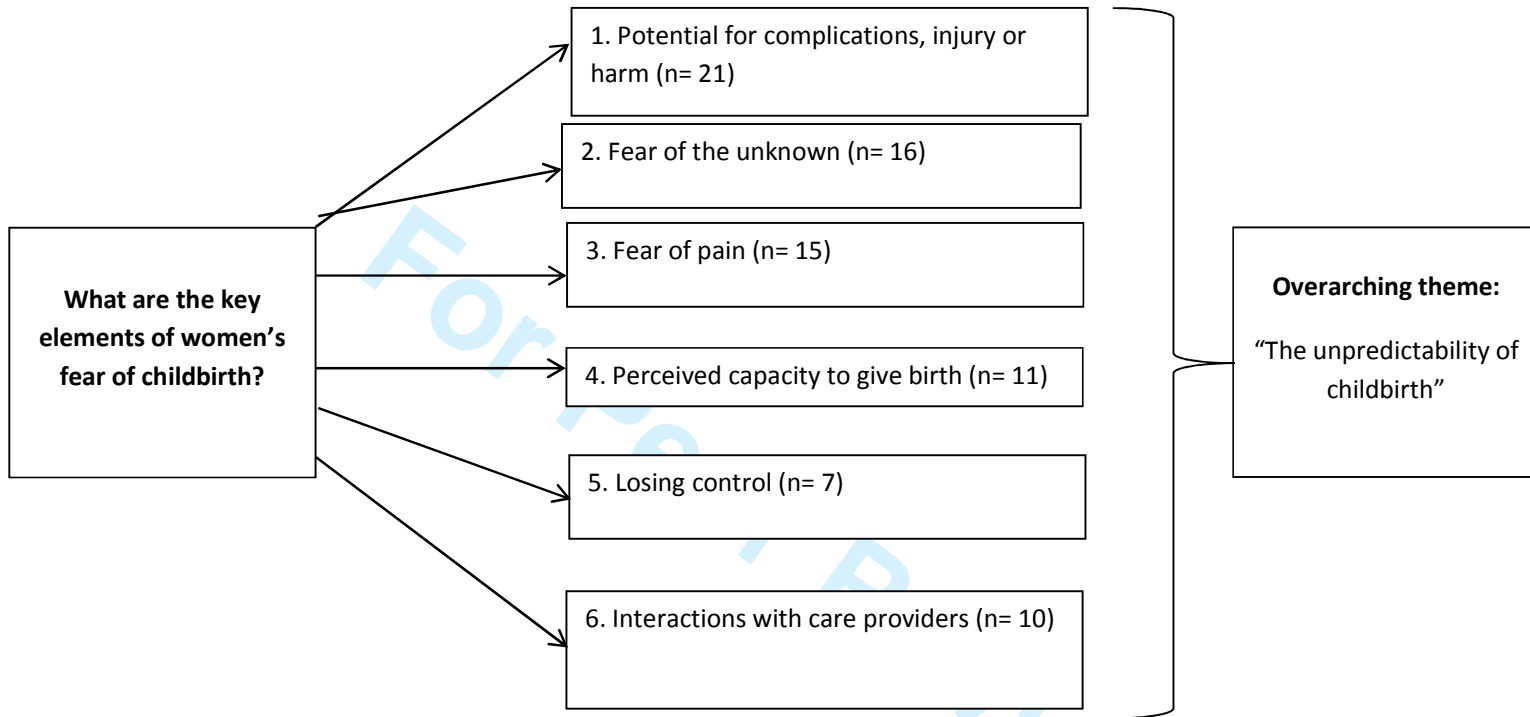 1. Potential for complications, injury or
harm (n= 21)
2. Fear of the unknown (n= 16)
3. Fear of pain (n= 15)
What are the key
elements of women’s
fear of childbirth?
4. Perceived capacity to give birth (n= 11)
5. Losing control (n= 7)
6. Interactions with care providers (n= 10)
Overarching theme:
“The unpredictability of
childbirth”
For